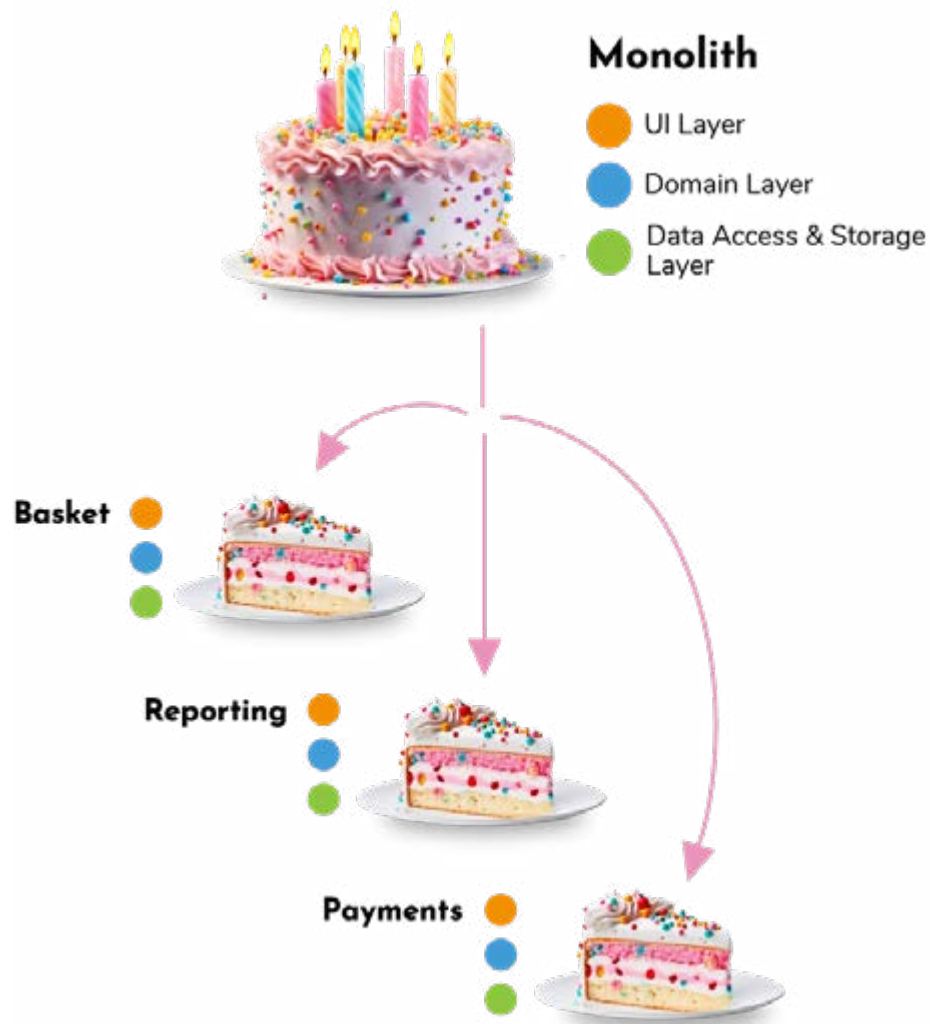 Monolith
UI Layer
Domain Layer
Data Access & Storage
Layer
Basket
Reporting
Payments